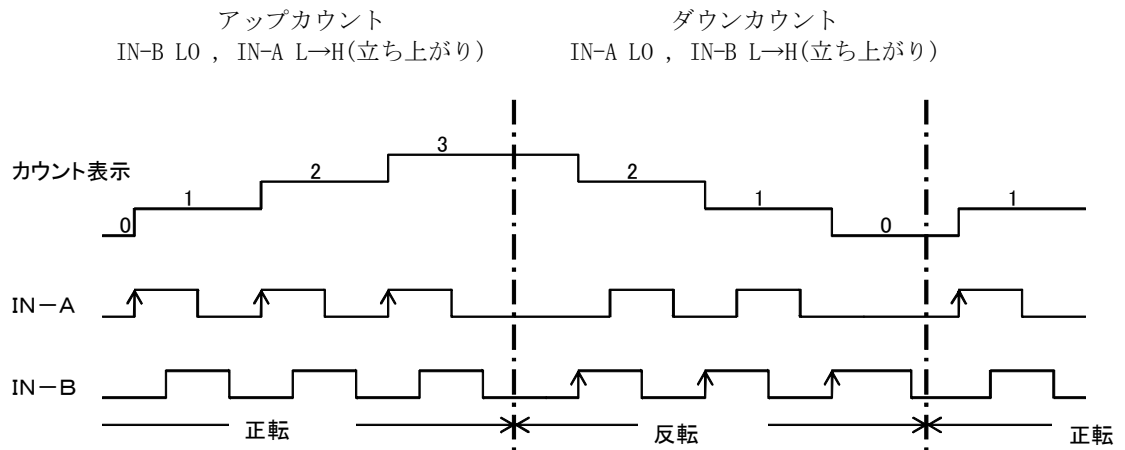 アップカウント
IN-B LO , IN-A L→H(立ち上がり)
ダウンカウント
IN-A LO , IN-B L→H(立ち上がり)
カウント表示
0
1
2
3
2
1
0
1
IN－A
IN－B
正転
反転
正転